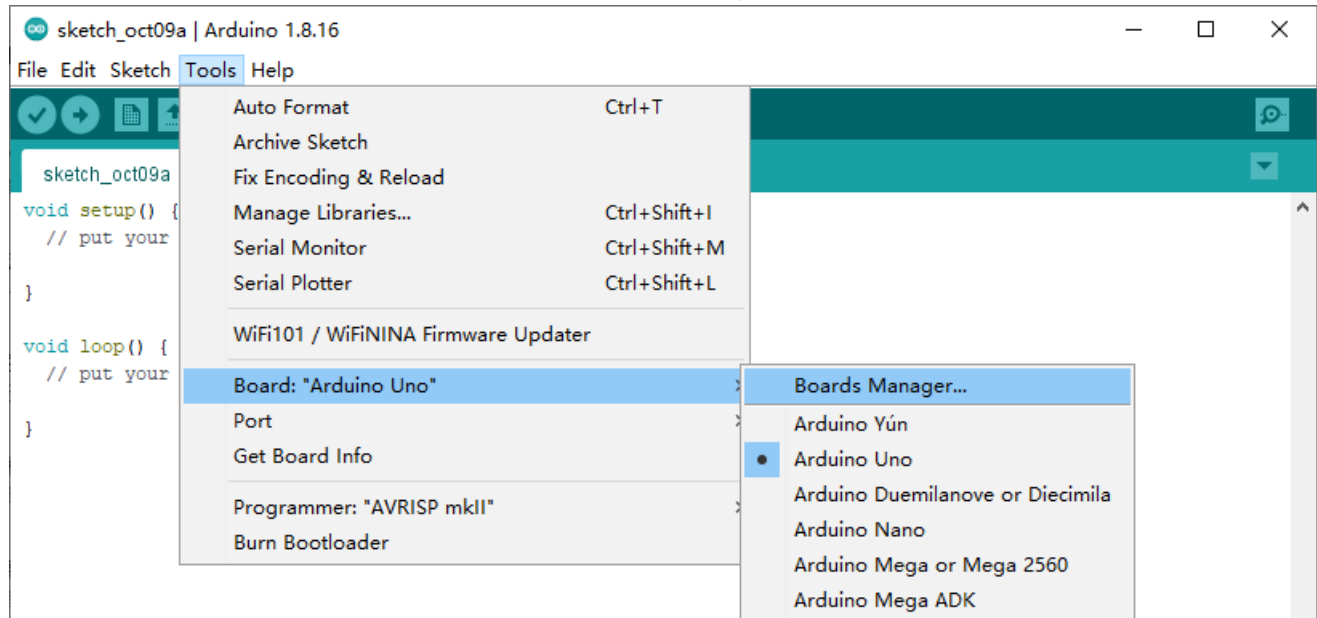 sketch_oct09a | Arduino 1.8.16
File Edit Sketch Tools Help
Auto Format Ctrl+T
Archive Sketch
sketch_oct09a
Fix Encoding & Reload
void setup() {
Manage Libraries... Ctrl+Shift+I
// put your
Serial Monitor Ctrl+Shift+M
Serial Plotter Ctrl+Shift+L
}
WiFi101 / WiFiNINA Firmware Updater
void loop() {
// put your
Board: "Arduino Uno"
Boards Manager...
Port
Arduino Yún
}
Get Board Info
Arduino Uno
Arduino Duemilanove or Diecimila
Programmer: "AVRISP mkII"
Arduino Nano
Burn Bootloader
Arduino Mega or Mega 2560
Arduino Mega ADK